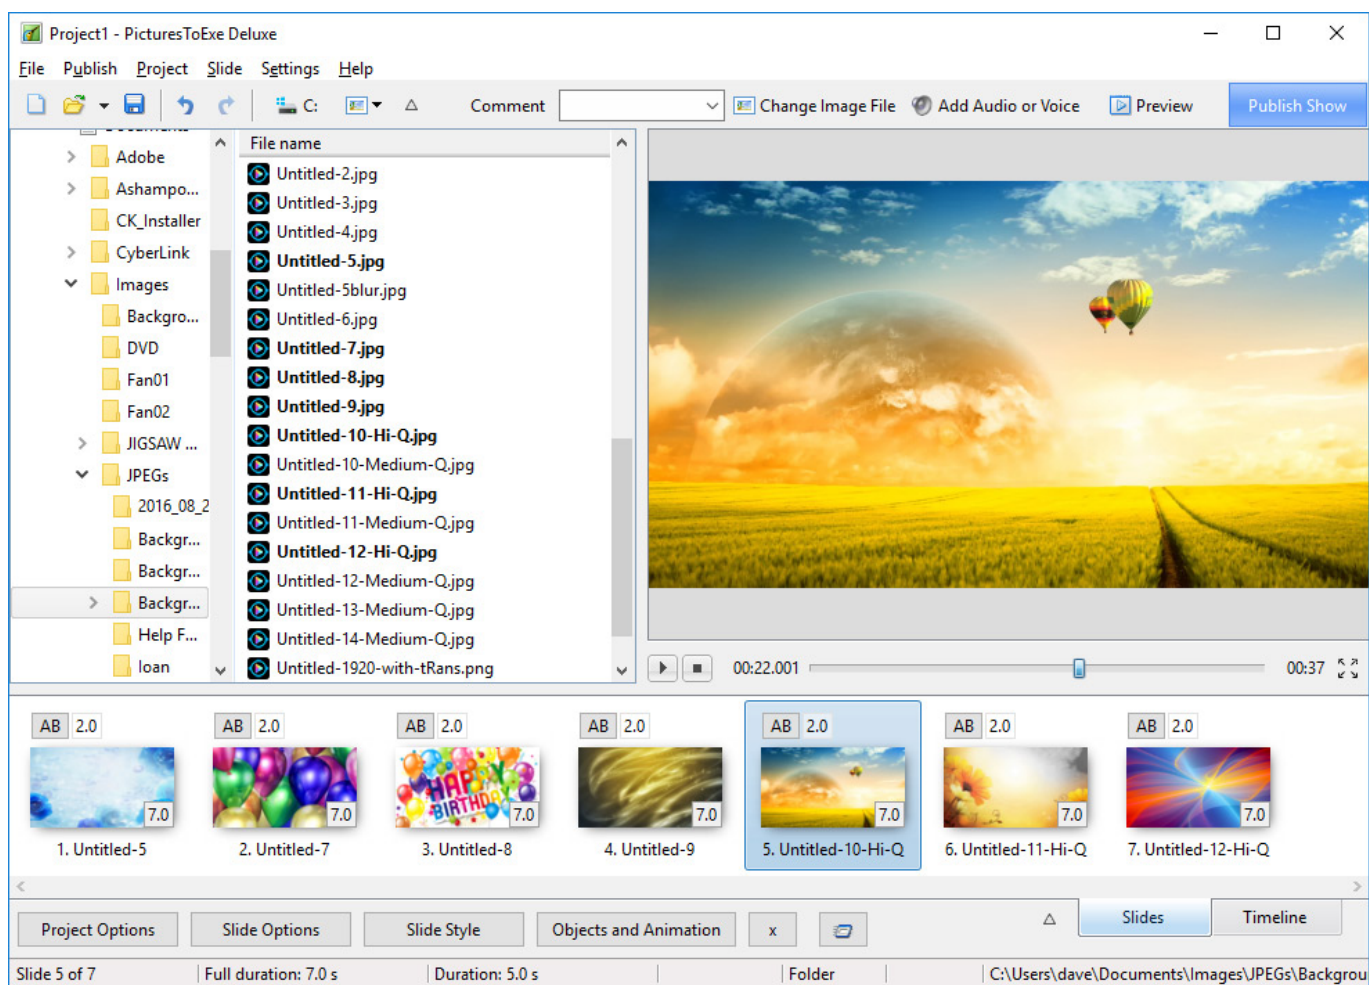 Project1 - PicturesToExe Deluxe
File Publish Project Slide Settings Help
C: Comment Change Image File Add Audio or Voice Preview Publish Show
Adobe
Ashampo...
CK_Installer
CyberLink
Images
Backgro...
DVD
Fan01
Fan02
JIGSAW ...
JPEGs
2016_08_2
Backgr...
Backgr...
Backgr...
Help F...
Ioan
File name
Untitled-2.jpg
Untitled-3.jpg
Untitled-4.jpg
Untitled-5.jpg
Untitled-5blur.jpg
Untitled-6.jpg
Untitled-7.jpg
Untitled-8.jpg
Untitled-9.jpg
Untitled-10-Hi-Q.jpg
Untitled-10-Medium-Q.jpg
Untitled-11-Hi-Q.jpg
Untitled-11-Medium-Q.jpg
Untitled-12-Hi-Q.jpg
Untitled-12-Medium-Q.jpg
Untitled-13-Medium-Q.jpg
Untitled-14-Medium-Q.jpg
Untitled-1920-with-tRans.png
00:22.001 00:37
AB 2.0 AB 2.0 AB 2.0 AB 2.0 AB 2.0 AB 2.0 AB 2.0
HAPPY
BIRTHDAY
7.0 7.0 7.0 7.0 7.0 7.0 7.0
1. Untitled-5 2. Untitled-7 3. Untitled-8 4. Untitled-9 5. Untitled-10-Hi-Q 6. Untitled-11-Hi-Q 7. Untitled-12-Hi-Q
Project Options Slide Options Slide Style Objects and Animation x Slides Timeline
Slide 5 of 7 Full duration: 7.0 s Duration: 5.0 s Folder C:\Users\dave\Documents\Images\JPEGs\Backgrou